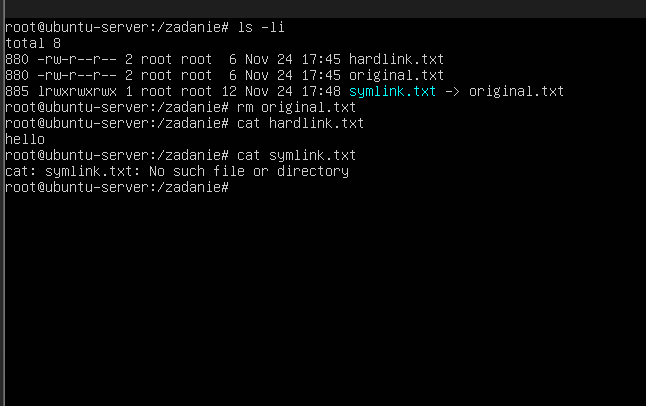 root@ubuntu-server:/zadanie# ls -li
total 8
880 -rw-r--r-- 2 root root  6 Nov 24 17:45 hardlink.txt
880 -rw-r--r-- 2 root root  6 Nov 24 17:45 original.txt
885 lrwxrwxrwx 1 root root 12 Nov 24 17:48 symlink.txt -> original.txt
root@ubuntu-server:/zadanie# rm original.txt
root@ubuntu-server:/zadanie# cat hardlink.txt
hello
root@ubuntu-server:/zadanie# cat symlink.txt
cat: symlink.txt: No such file or directory
root@ubuntu-server:/zadanie#